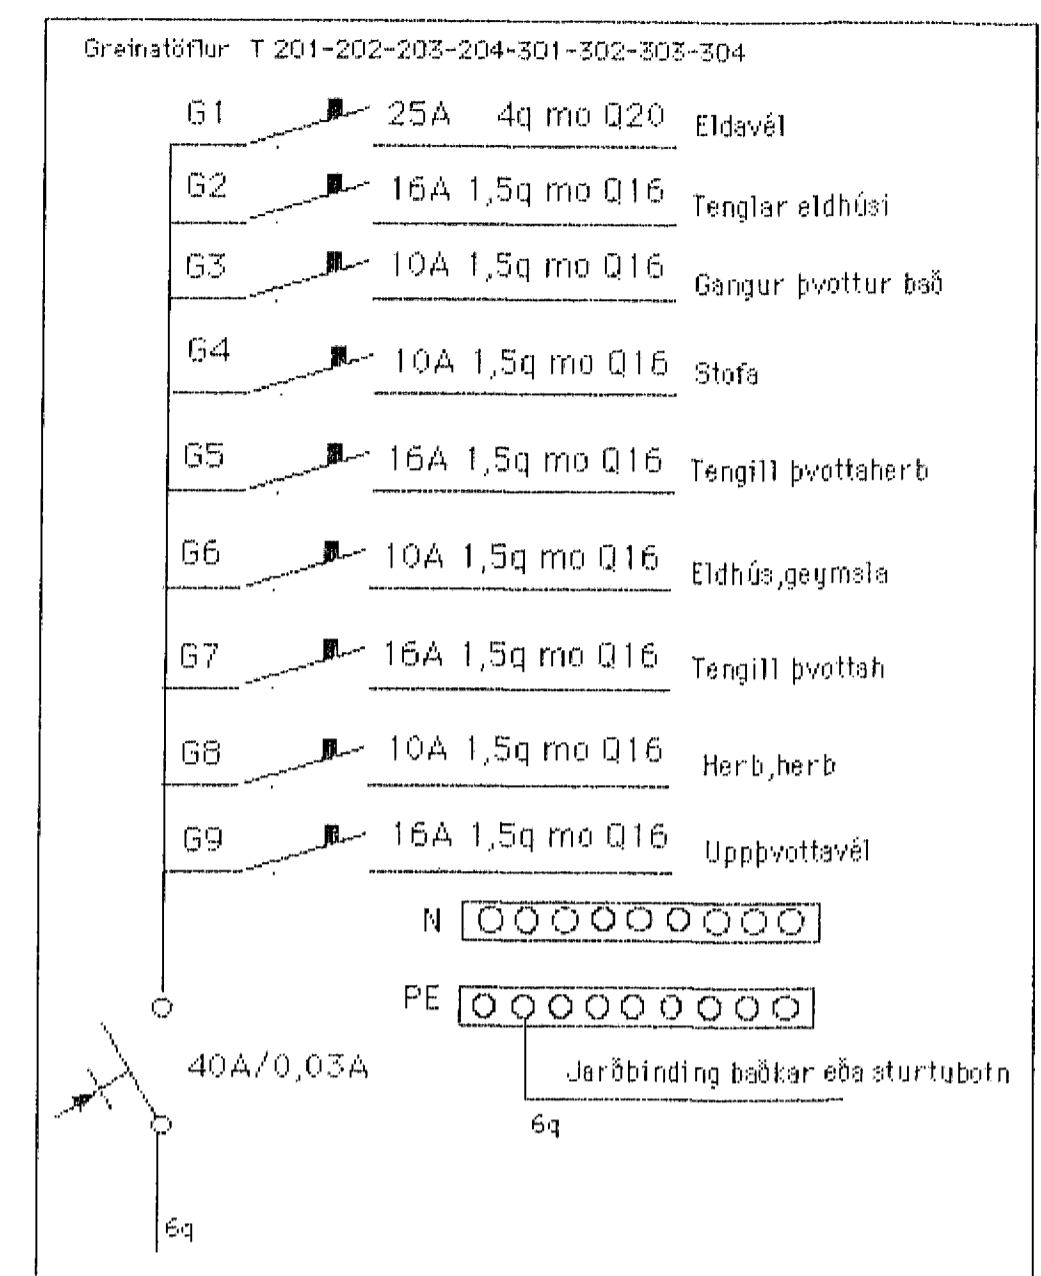 Greinatöflur T 201-202-203-204-301-302-303-304
G1 25A 4q mo Q20 Eldavél
G2 16A 1,5q mo Q16 Tenglar eldhúsi
G3 10A 1,5q mo Q16 Gangur þvottur bað
G4 10A 1,5q mo Q16 Stofa
G5 16A 1,5q mo Q16 Tengill þvottaherb
G6 10A 1,5q mo Q16 Eldhús,geymsla
G7 16A 1,5q mo Q16 Tengill þvottah
G8 10A 1,5q mo Q16 Herb,herb
G9 16A 1,5q mo Q16 Uppþvottavél
N
PE
40A/0,03A
Jarðbinding baðkar eða sturtubotn
6q
6q